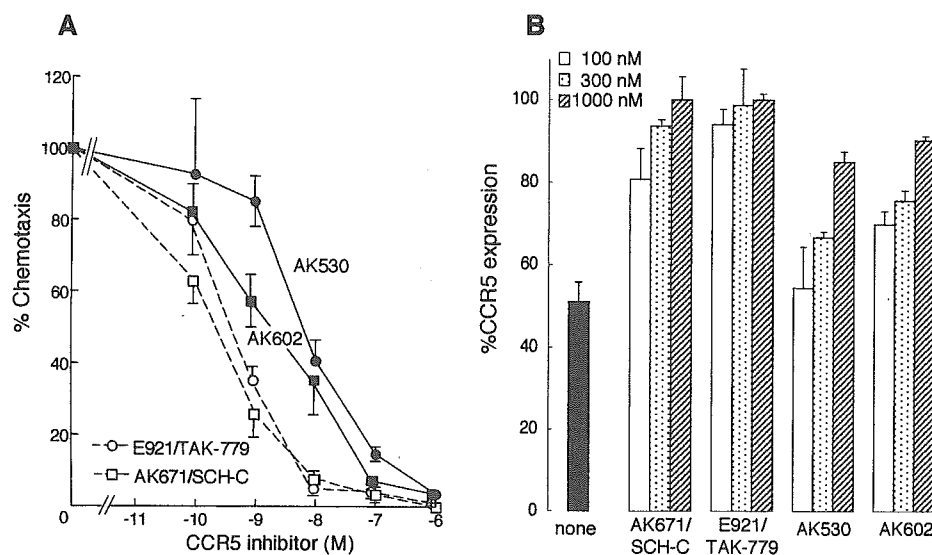 A
120
100
80
60
40
20
0
% Chemotaxis
AK530
AK602
E921/TAK-779
AK671/SCH-C
0 -11 -10 -9 -8 -7 -6
CCR5 inhibitor (M)
B
100 nM
300 nM
1000 nM
100
80
60
40
20
0
%CCR5 expression
none
AK671/
SCH-C
E921/
TAK-779
AK530
AK602